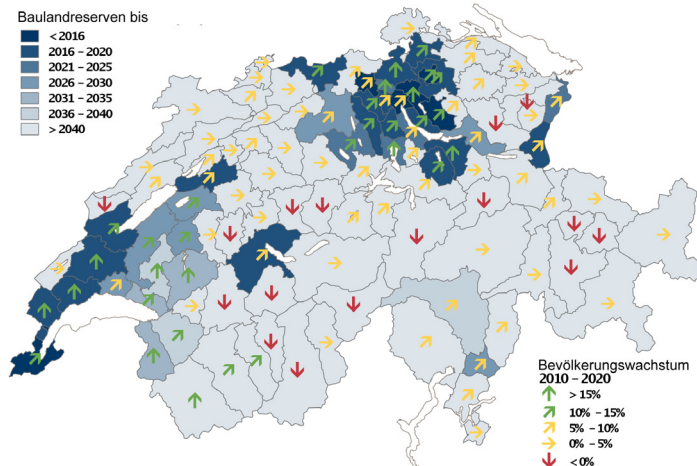 Baulandreserven bis
< 2016
2016 – 2020
2021 – 2025
2026 – 2030
2031 – 2035
2036 – 2040
> 2040
Bevölkerungswachstum
2010 – 2020
> 15%
10% – 15%
5% – 10%
0% – 5%
< 0%